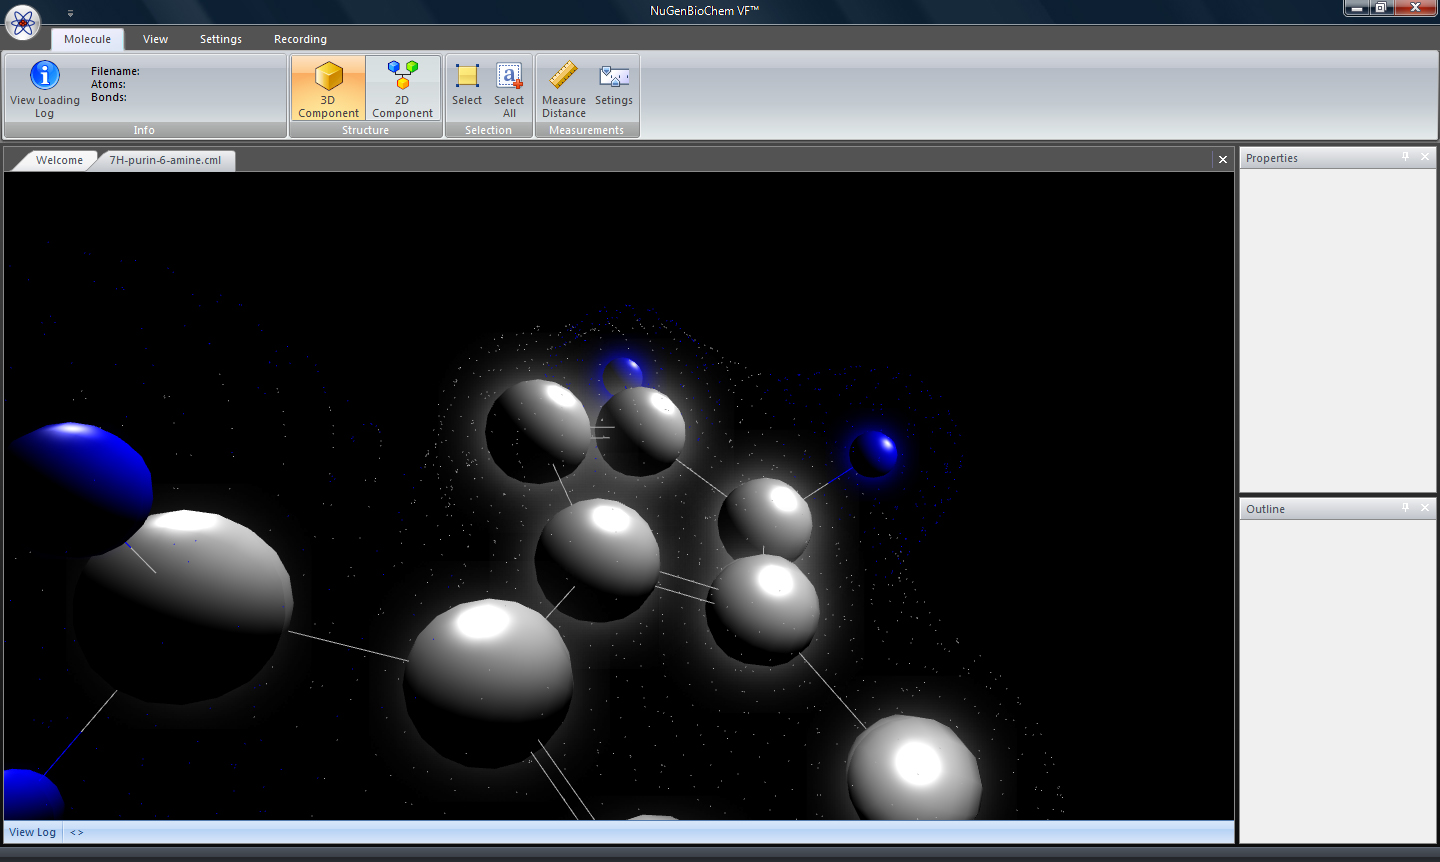 NuGenBioChem VF™
Molecule View Settings Recording
View Loading Log
Filename:
Atoms:
Bonds:
Info
3D Component
2D Component
Structure
Select
Select All
Selection
Measure Distance
Setings
Measurements
Welcome 7H-purin-6-amine.cml
Properties
Outline
View Log <>